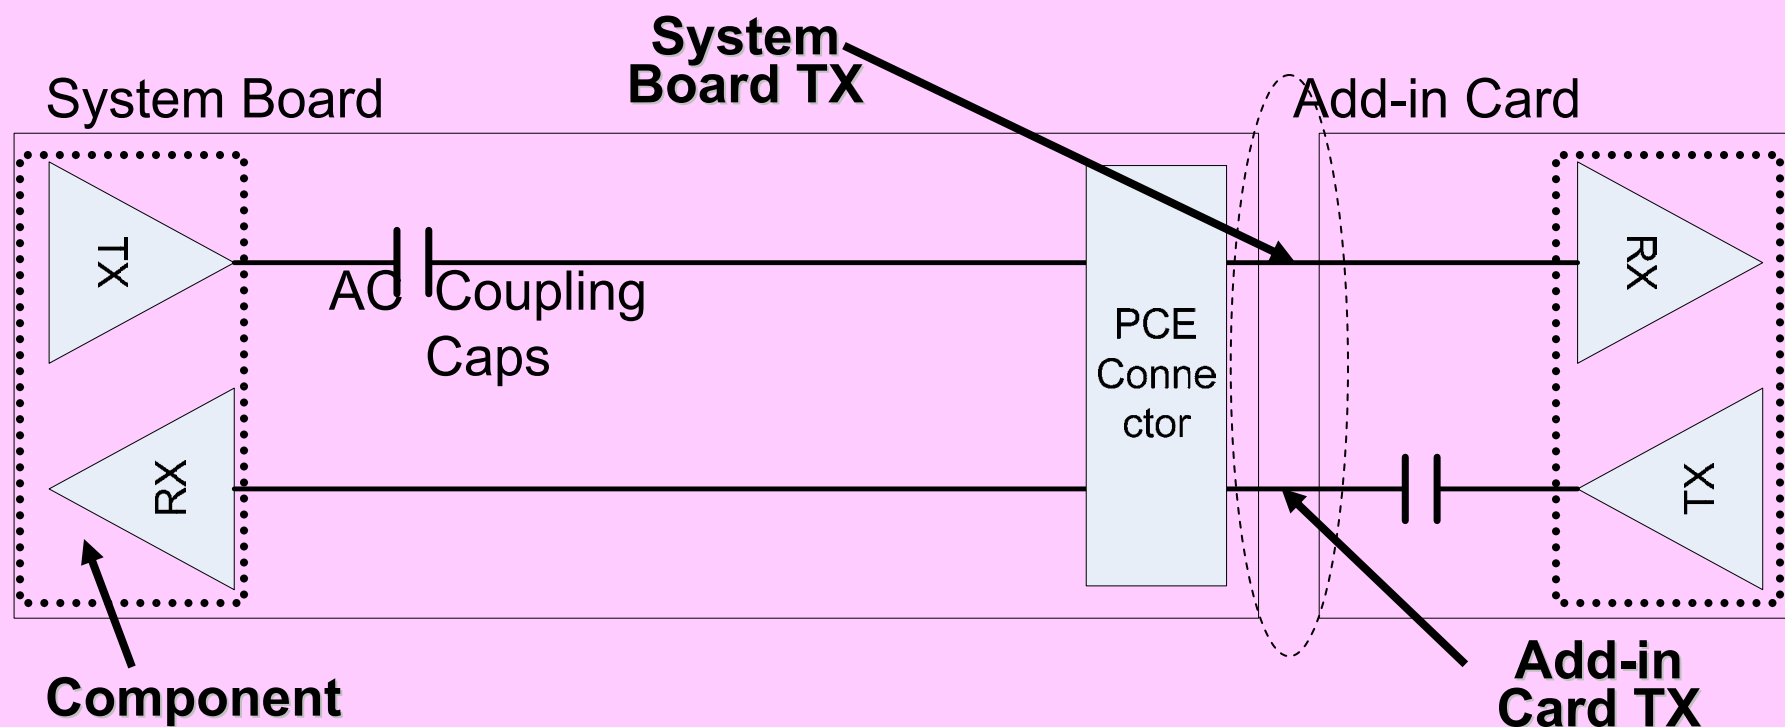 System
Board TX
System Board
Add-in Card
TX
RX
AC Coupling
Caps
PCE
Conne
ctor
RX
TX
Component
Add-in
Card TX